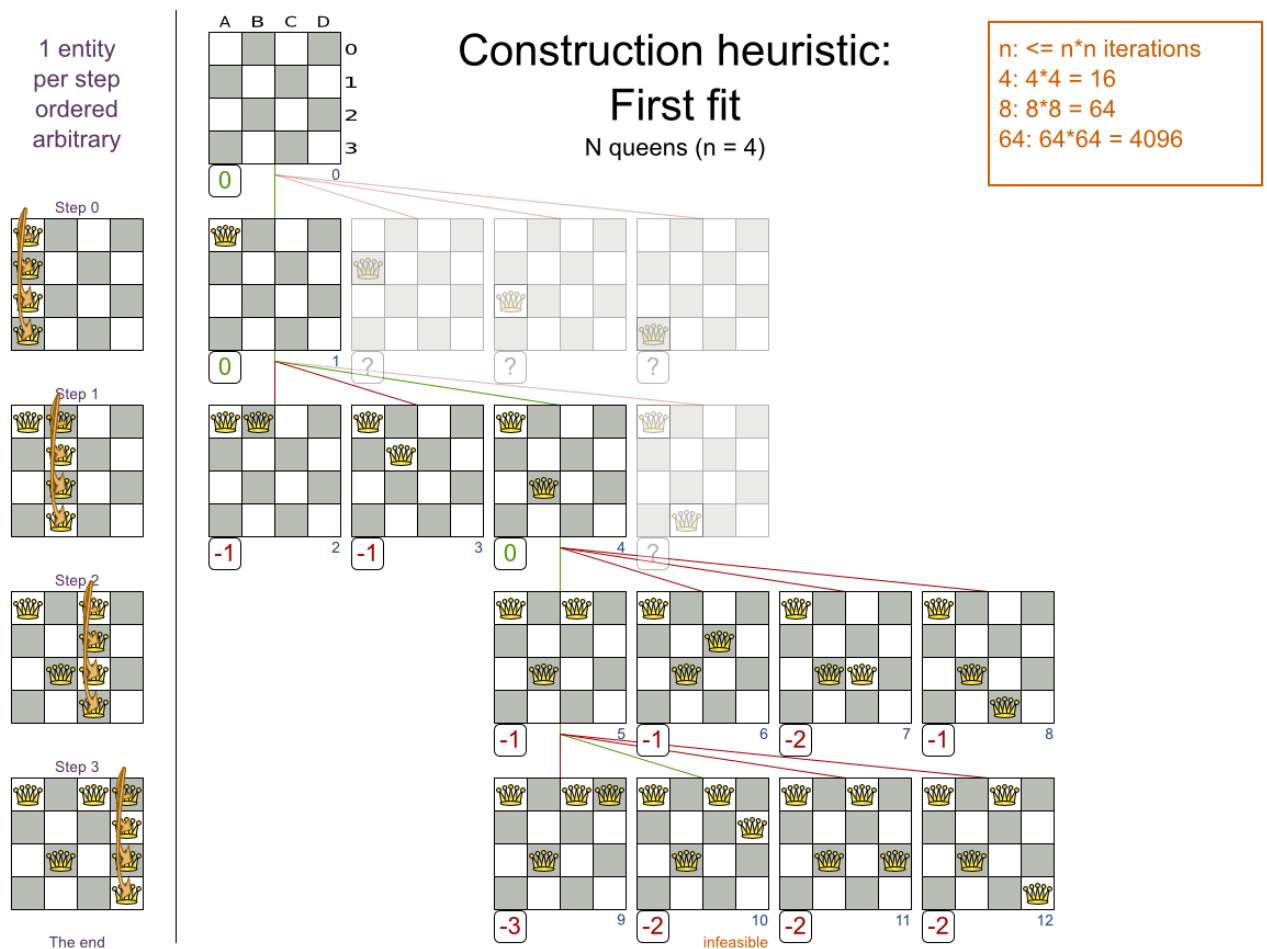 1 entity
per step
ordered
arbitrary
A B C D
0
1
2
3
0
0
Construction heuristic:
First fit
N queens (n = 4)
n: <= n*n iterations
4: 4*4 = 16
8: 8*8 = 64
64: 64*64 = 4096
Step 0
0
1
?
?
?
Step 1
-1
2
-1
3
0
4
?
Step 2
-1
5
-1
6
-2
7
-1
8
Step 3
-3
9
-2
10
infeasible
-2
11
-2
12
The end